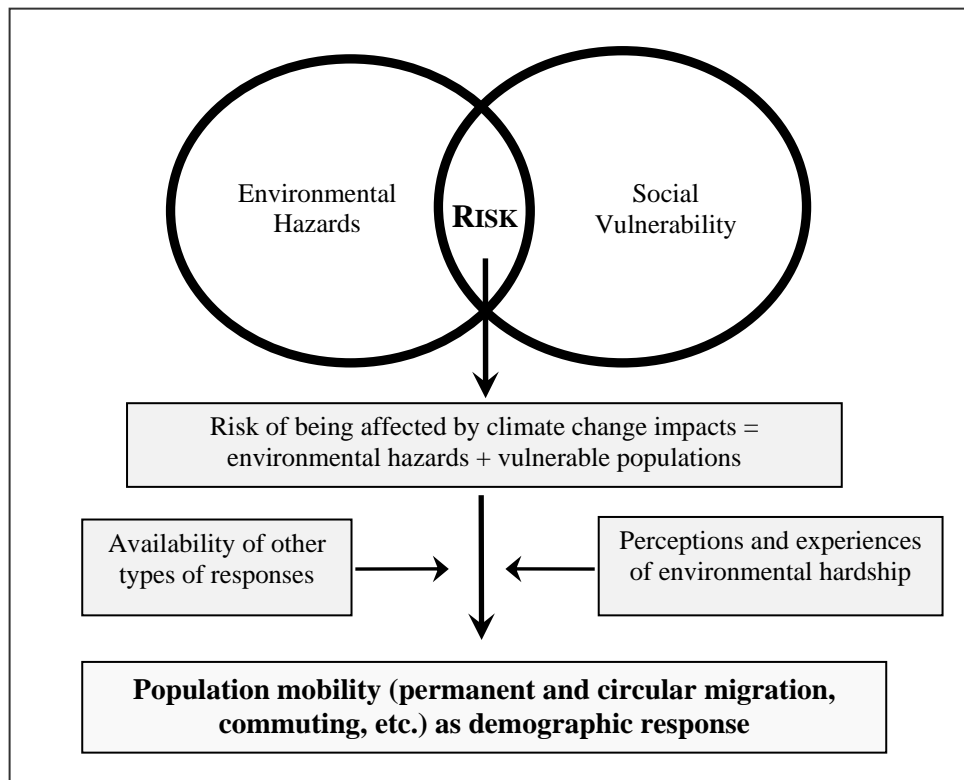 Environmental
Hazards
RISK
Social
Vulnerability
Risk of being affected by climate change impacts =
environmental hazards + vulnerable populations
Availability of other
types of responses
Perceptions and experiences
of environmental hardship
Population mobility (permanent and circular migration,
commuting, etc.) as demographic response